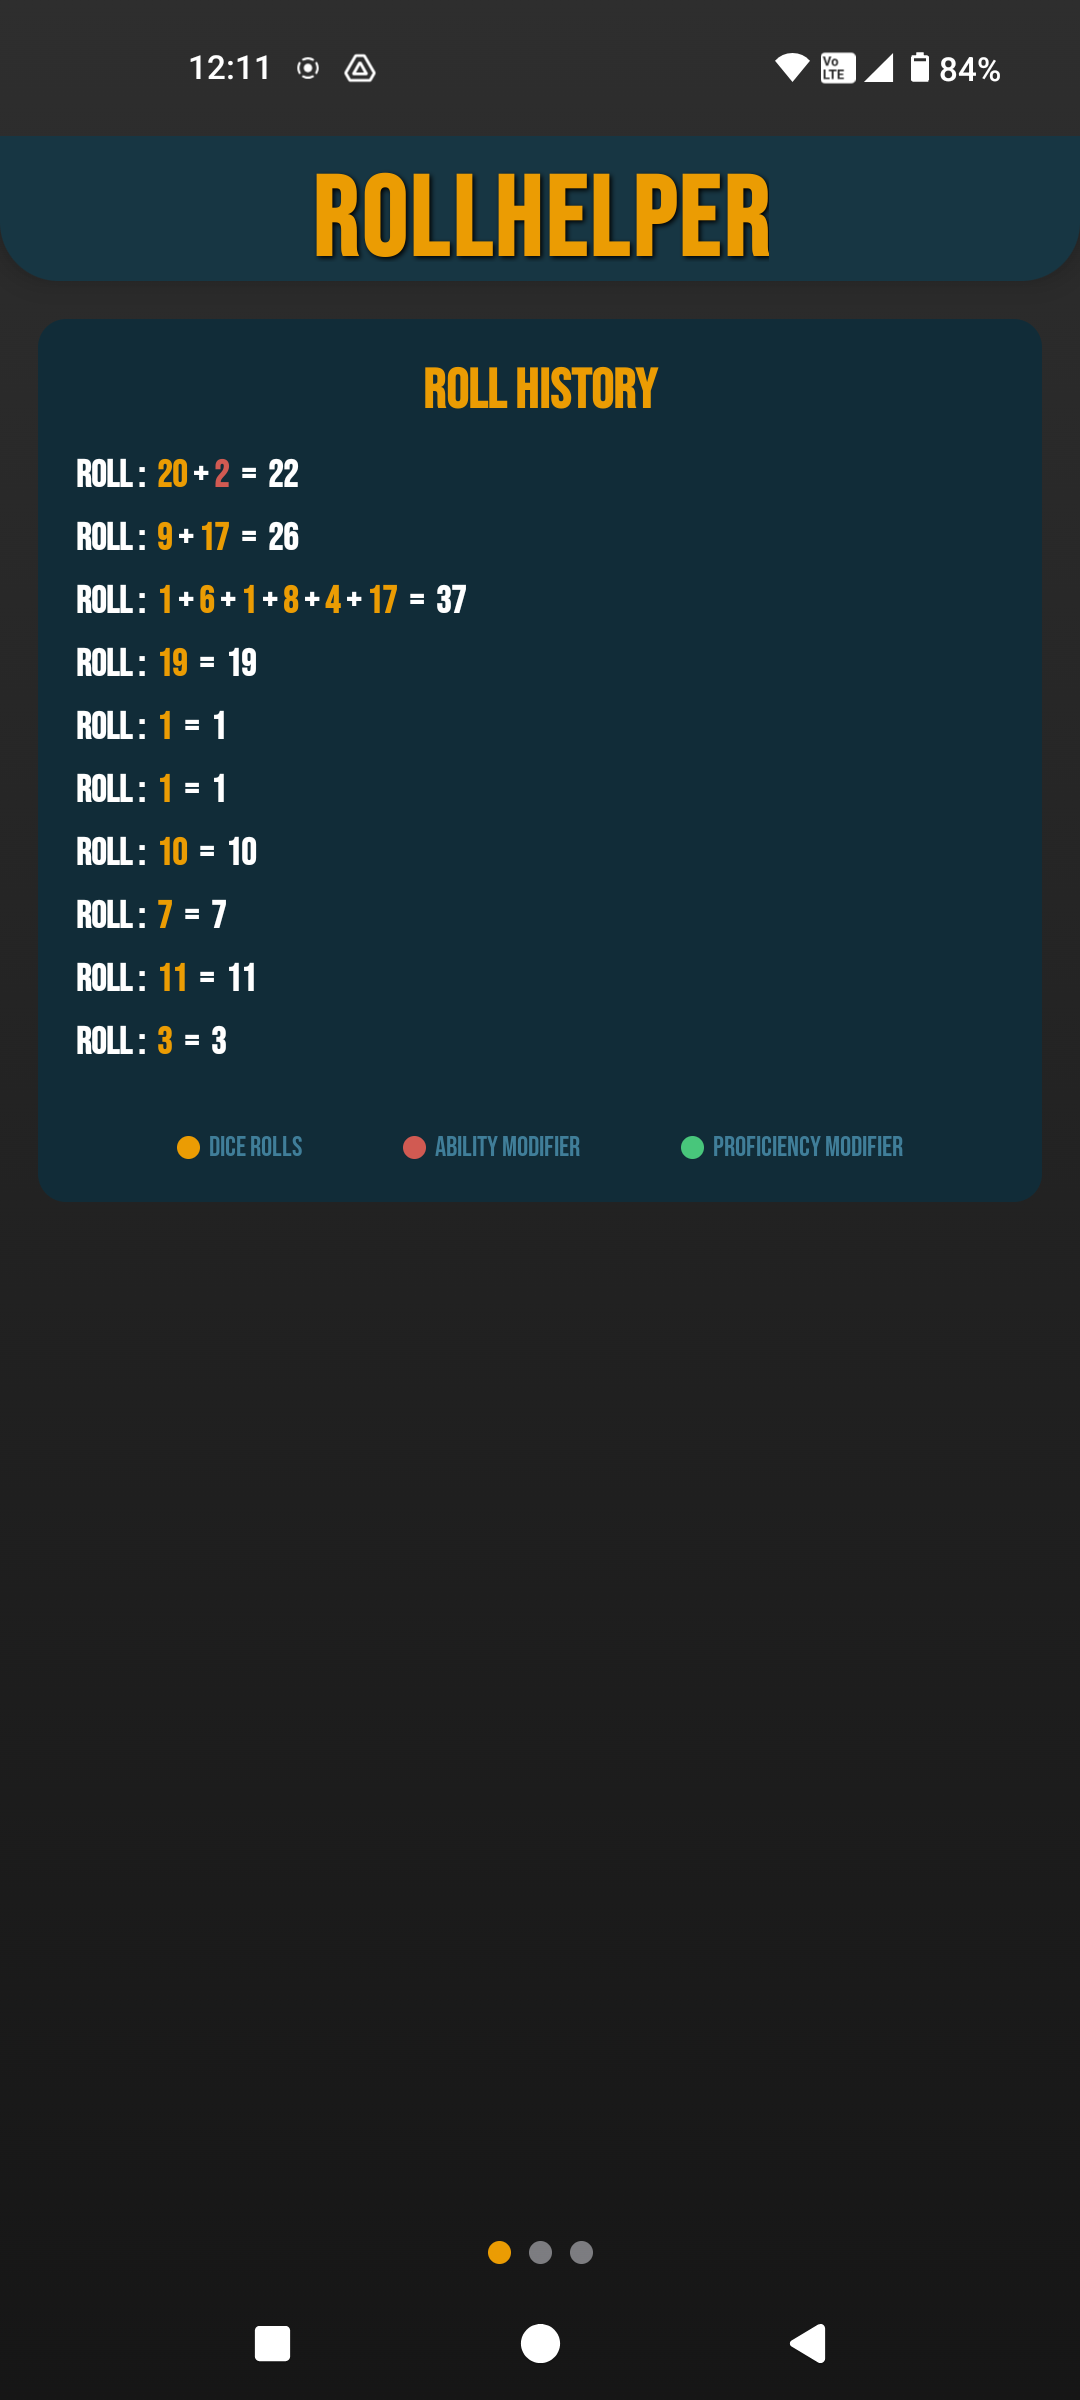 12:11 Vo LTE 84%
ROLLHELPER
ROLL HISTORY
ROLL: 20 + 2 = 22
ROLL: 9 + 17 = 26
ROLL: 1 + 6 + 1 + 8 + 4 + 17 = 37
ROLL: 19 = 19
ROLL: 1 = 1
ROLL: 1 = 1
ROLL: 10 = 10
ROLL: 7 = 7
ROLL: 11 = 11
ROLL: 3 = 3
DICE ROLLS ABILITY MODIFIER PROFICIENCY MODIFIER